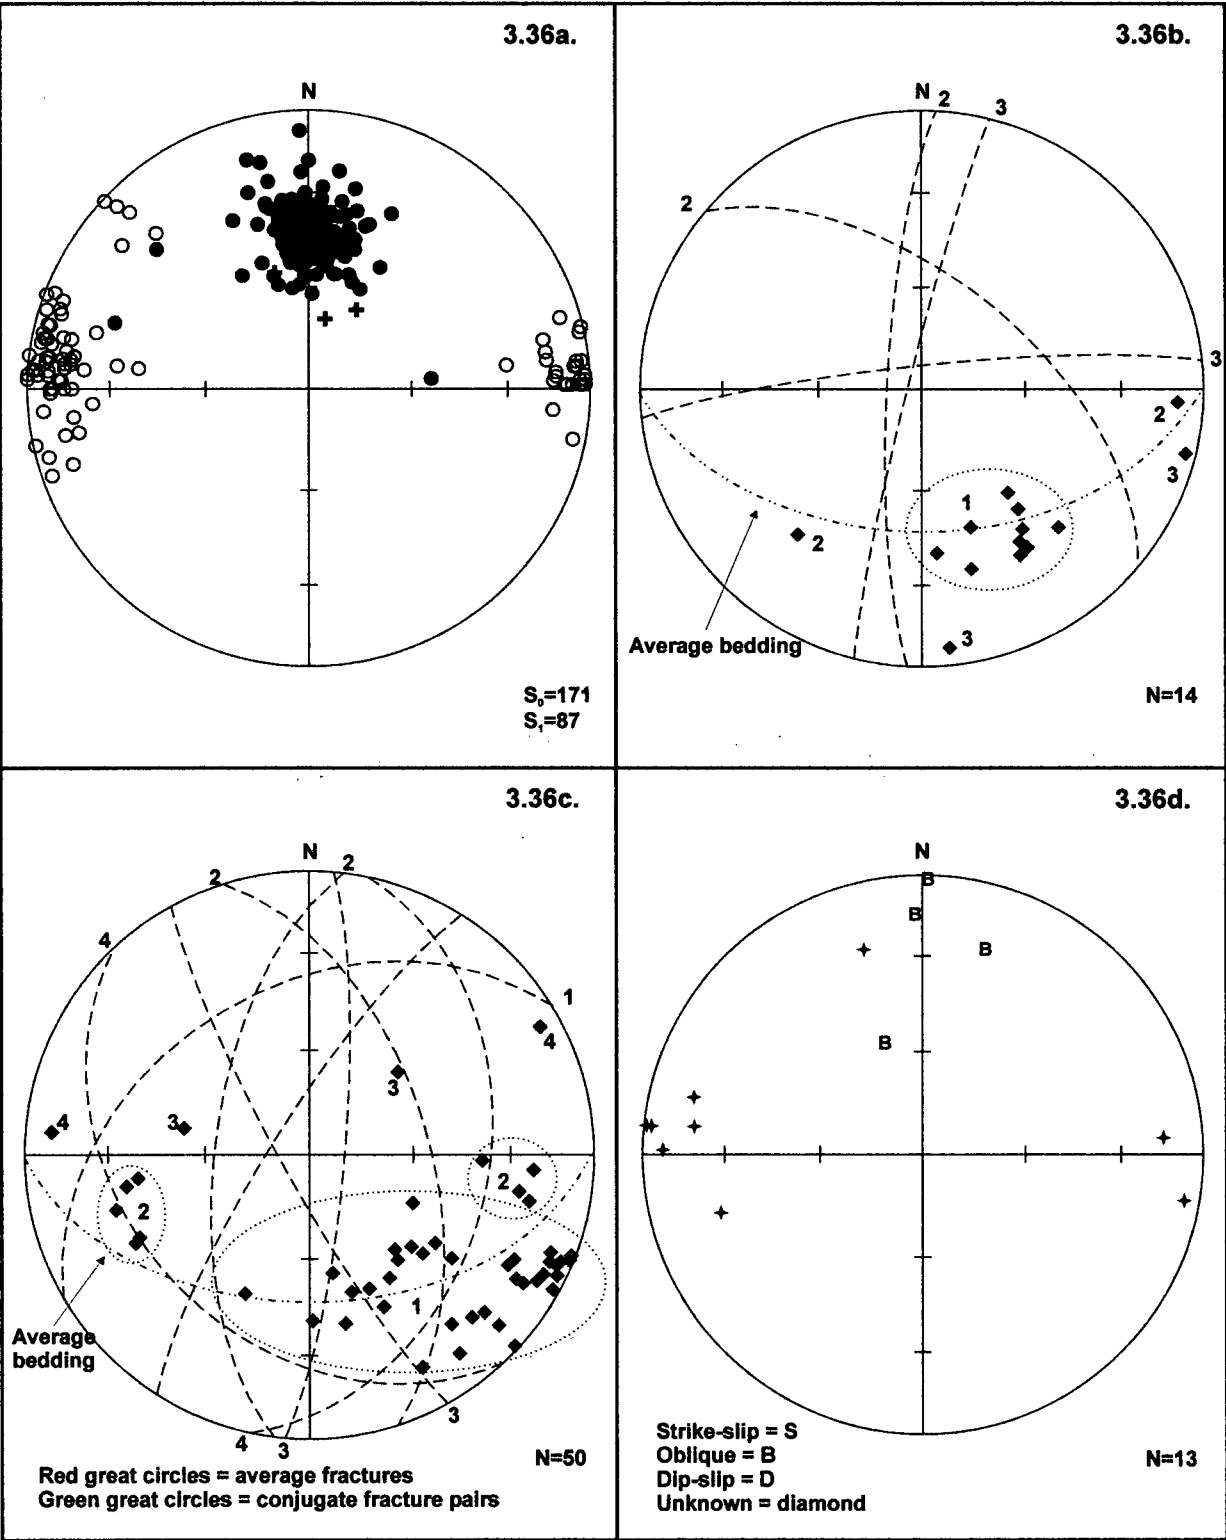 3.36a.
N
S₀=171
S₁=87
3.36b.
N 2 3
2
3
2
3
1
2
3
Average bedding
N=14
3.36c.
N
2
2
4
1
4
3
4
3
2
2
1
Average
bedding
3
4
3
N=50
Red great circles = average fractures
Green great circles = conjugate fracture pairs
3.36d.
N
B
B
B
B
Strike-slip = S
Oblique = B
Dip-slip = D
Unknown = diamond
N=13